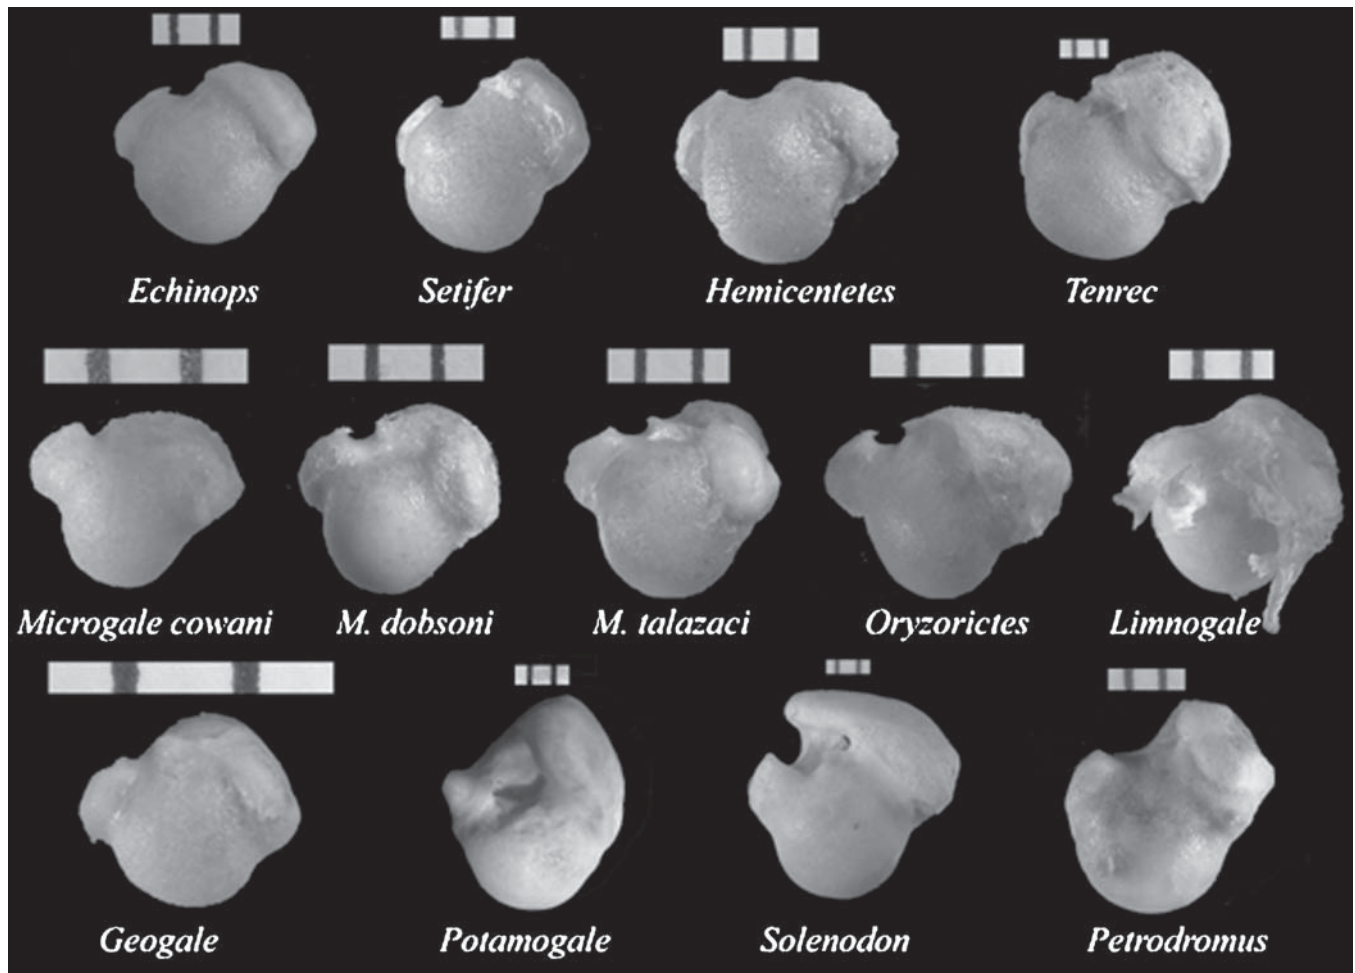 Echinops Setifer Hemicentetes Tenrec
Microgale cowani M. dobsoni M. talazaci Oryzorictes Limnogale
Geogale Potamogale Solenodon Petrodromus